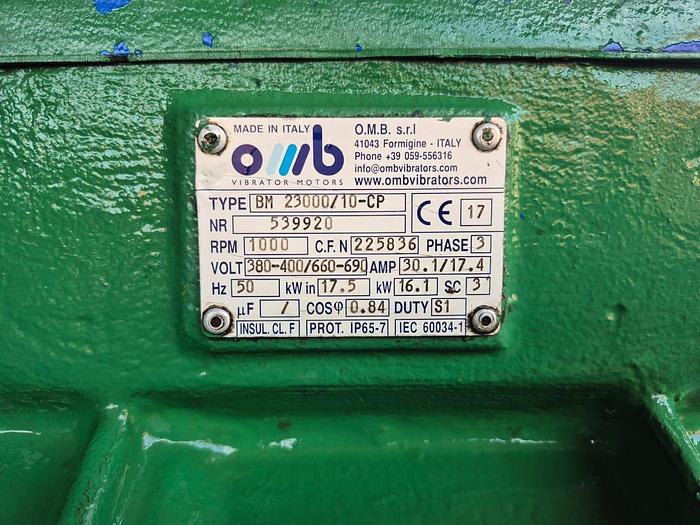 MADE IN ITALY
omb
VIBRATOR MOTORS
O.M.B. s.r.l
41043 Formigine - ITALY
Phone +39 059-556316
info@ombvibrators.com
www.ombvibrators.com
TYPE BM 23000/10-CP
NR 539920
CE 17
RPM 1000 C.F. N 225836 PHASE 3
VOLT 380-400/660-690 AMP 30.1/17.4
Hz 50 kW in 17.5 kW 16.1 SC 3
µF / COSφ 0.84 DUTY S1
INSUL. CL. F PROT. IP65-7 IEC 60034-1